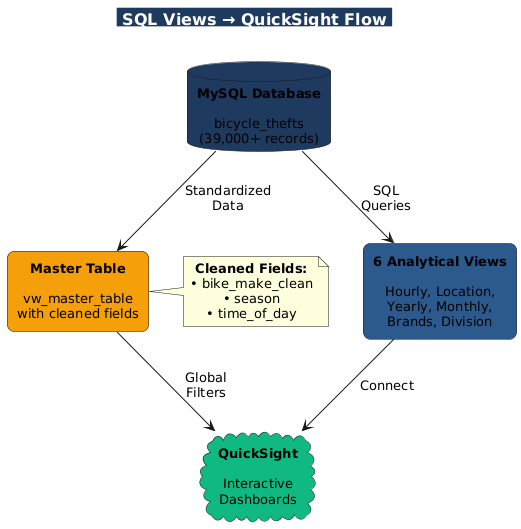 SQL Views → QuickSight Flow
MySQL Database
bicycle_thefts
(39,000+ records)
Standardized
Data
SQL
Queries
Master Table
vw_master_table
with cleaned fields
Cleaned Fields:
• bike_make_clean
• season
• time_of_day
6 Analytical Views
Hourly, Location,
Yearly, Monthly,
Brands, Division
Global
Filters
Connect
QuickSight
Interactive
Dashboards